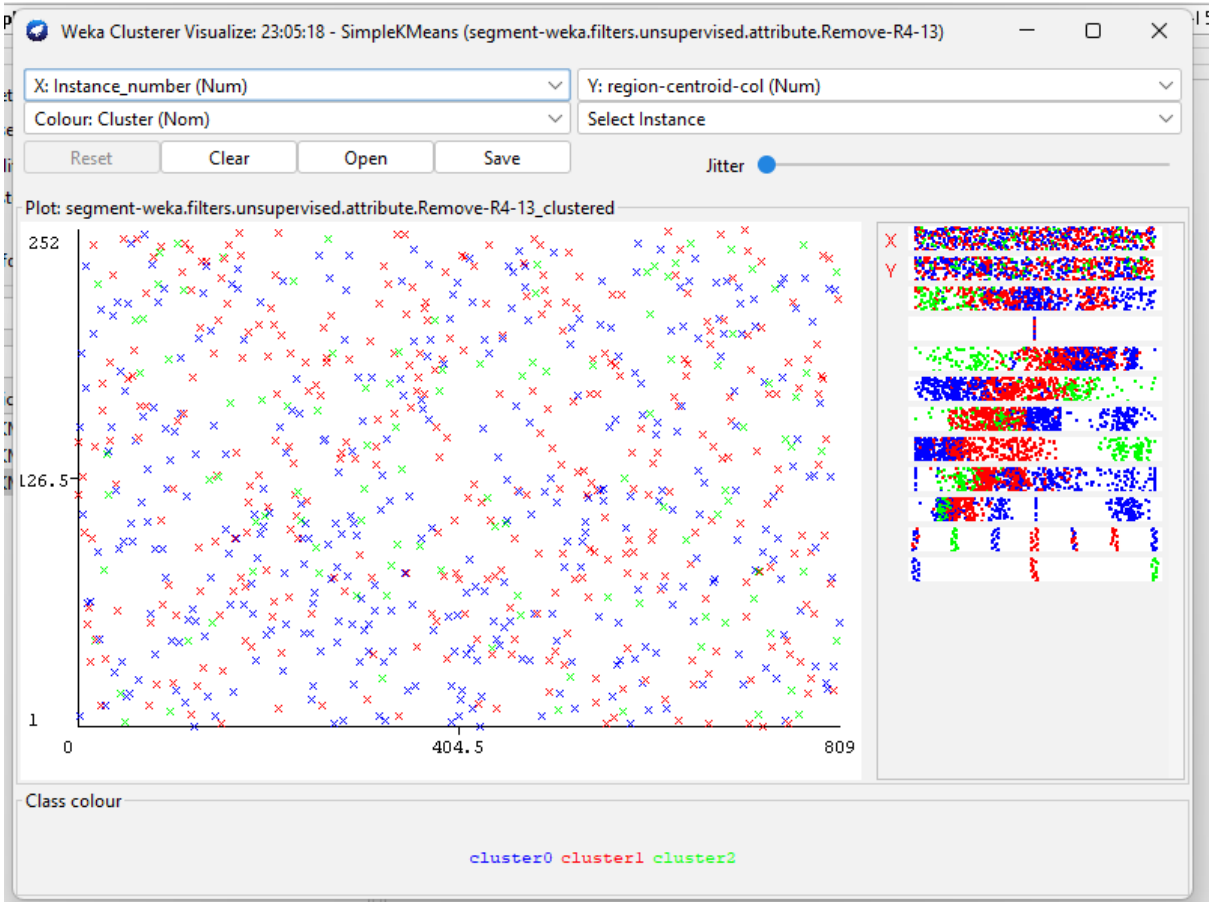 Weka Clusterer Visualize: 23:05:18 - SimpleKMeans (segment-weka.filters.unsupervised.attribute.Remove-R4-13)
X: Instance_number (Num) Y: region-centroid-col (Num)
Colour: Cluster (Nom) Select Instance
Reset Clear Open Save Jitter
Plot: segment-weka.filters.unsupervised.attribute.Remove-R4-13_clustered
252
X
Y
126.5
1
0 404.5 809
Class colour
cluster0 cluster1 cluster2